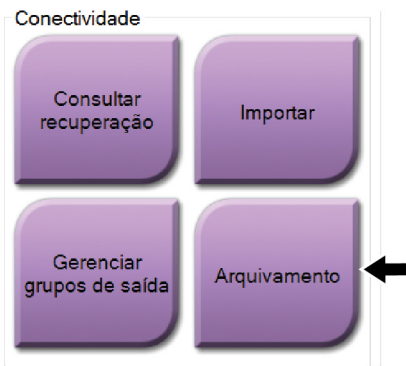 Conectividade
Consultar
recuperação
Importar
Gerenciar
grupos de saída
Arquivamento